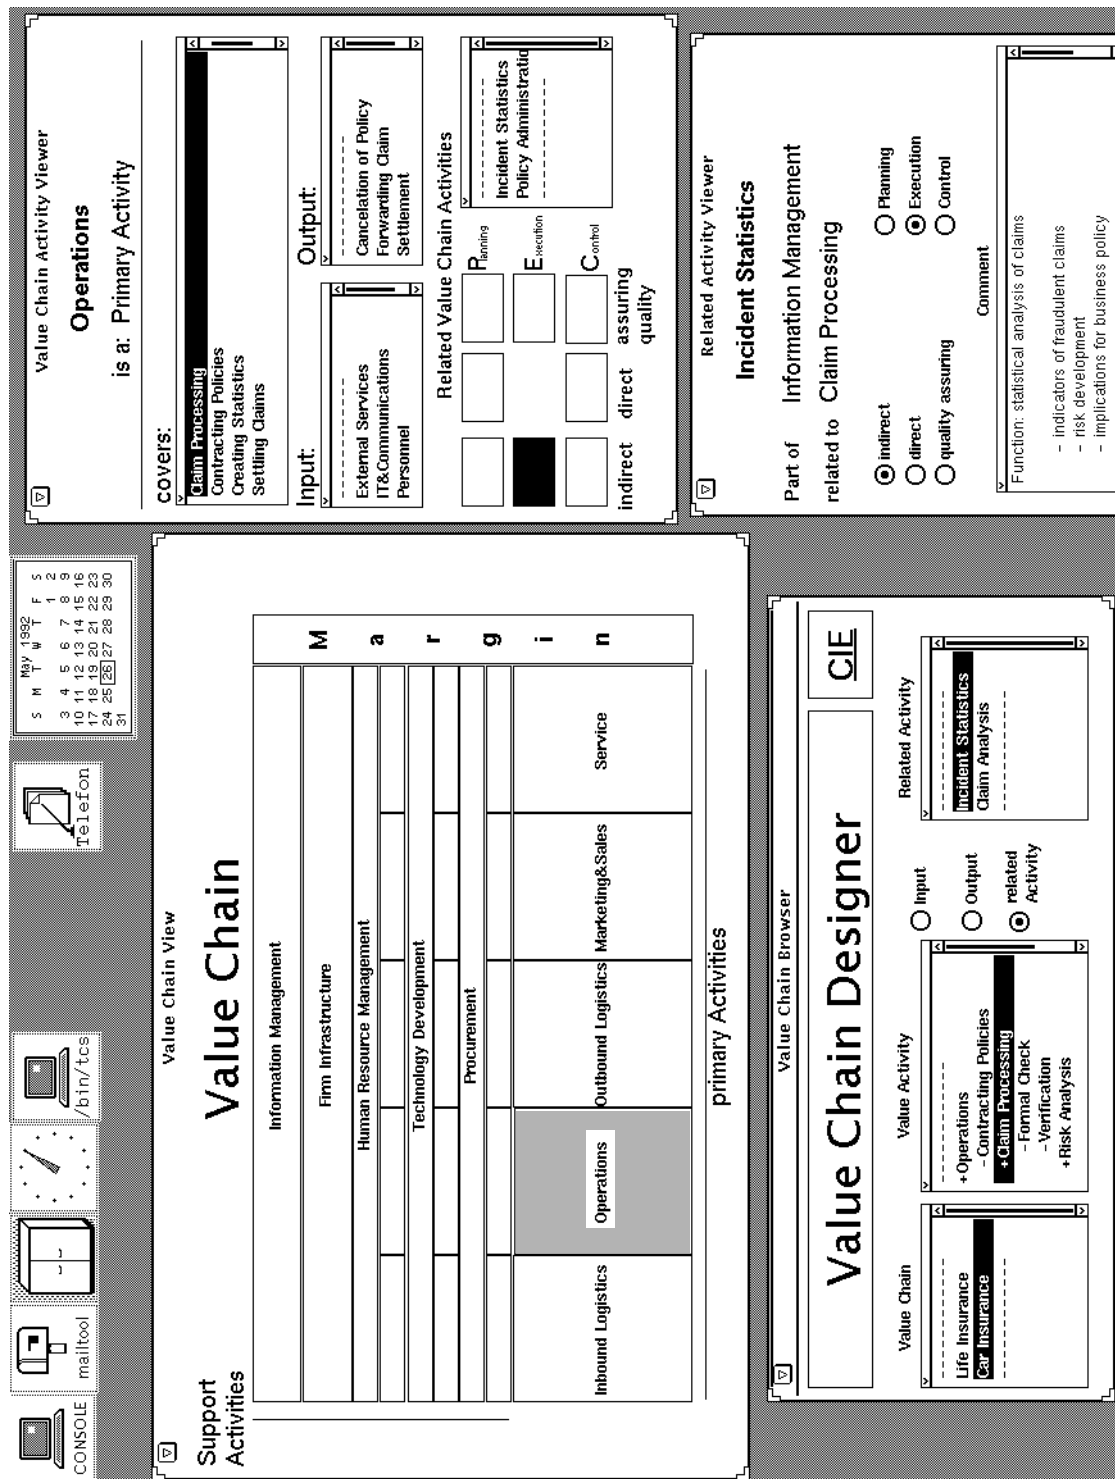 CONSOLE
mailtool
/bin/tcs
Telefon
May 1992
S M T W T F S
1 2
3 4 5 6 7 8 9
10 11 12 13 14 15 16
17 18 19 20 21 22 23
24 25 26 27 28 29 30
31
Value Chain View
Support
Activities
Value Chain
Information Management
Firm Infrastructure
Human Resource Management
Technology Development
Procurement
Inbound Logistics
Operations
Outbound Logistics
Marketing&Sales
Service
Margin
primary Activities
Value Chain Activity Viewer
Operations
is a: Primary Activity
covers:
Claim Processing
Contracting Policies
Creating Statistics
Settling Claims
Input:
External Services
IT&Communications
Personnel
Output:
Cancelation of Policy
Forwarding Claim
Settlement
Related Value Chain Activities
Planning
Execution
Control
indirect
direct
assuring
quality
Incident Statistics
Policy Administratio
Value Chain Browser
Value Chain Designer
CIE
Value Chain
Life Insurance
Car Insurance
Value Activity
+Operations
-Contracting Policies
+Claim Processing
-Formal Check
-Verification
+Risk Analysis
Input
Output
related
Activity
Related Activity
Incident Statistics
Claim Analysis
Related Activity Viewer
Incident Statistics
Part of Information Management
related to Claim Processing
indirect
direct
quality assuring
Planning
Execution
Control
Comment
Function: statistical analysis of claims
- indicators of fraudulent claims
- risk development
- implications for business policy